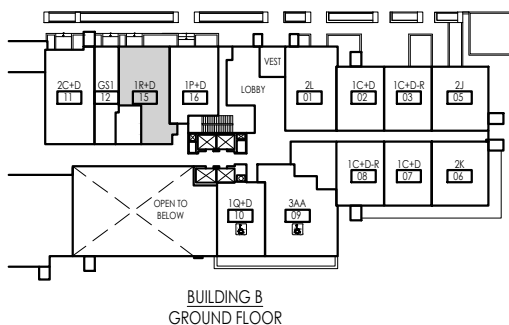 VEST
LOBBY
2C+D
11
GS1
12
1R+D
15
1P+D
16
2L
01
1C+D
02
1C+D-R
03
2J
05
1C+D-R
08
1C+D
07
2K
06
OPEN TO
BELOW
1Q+D
10
3AA
09
BUILDING B
GROUND FLOOR